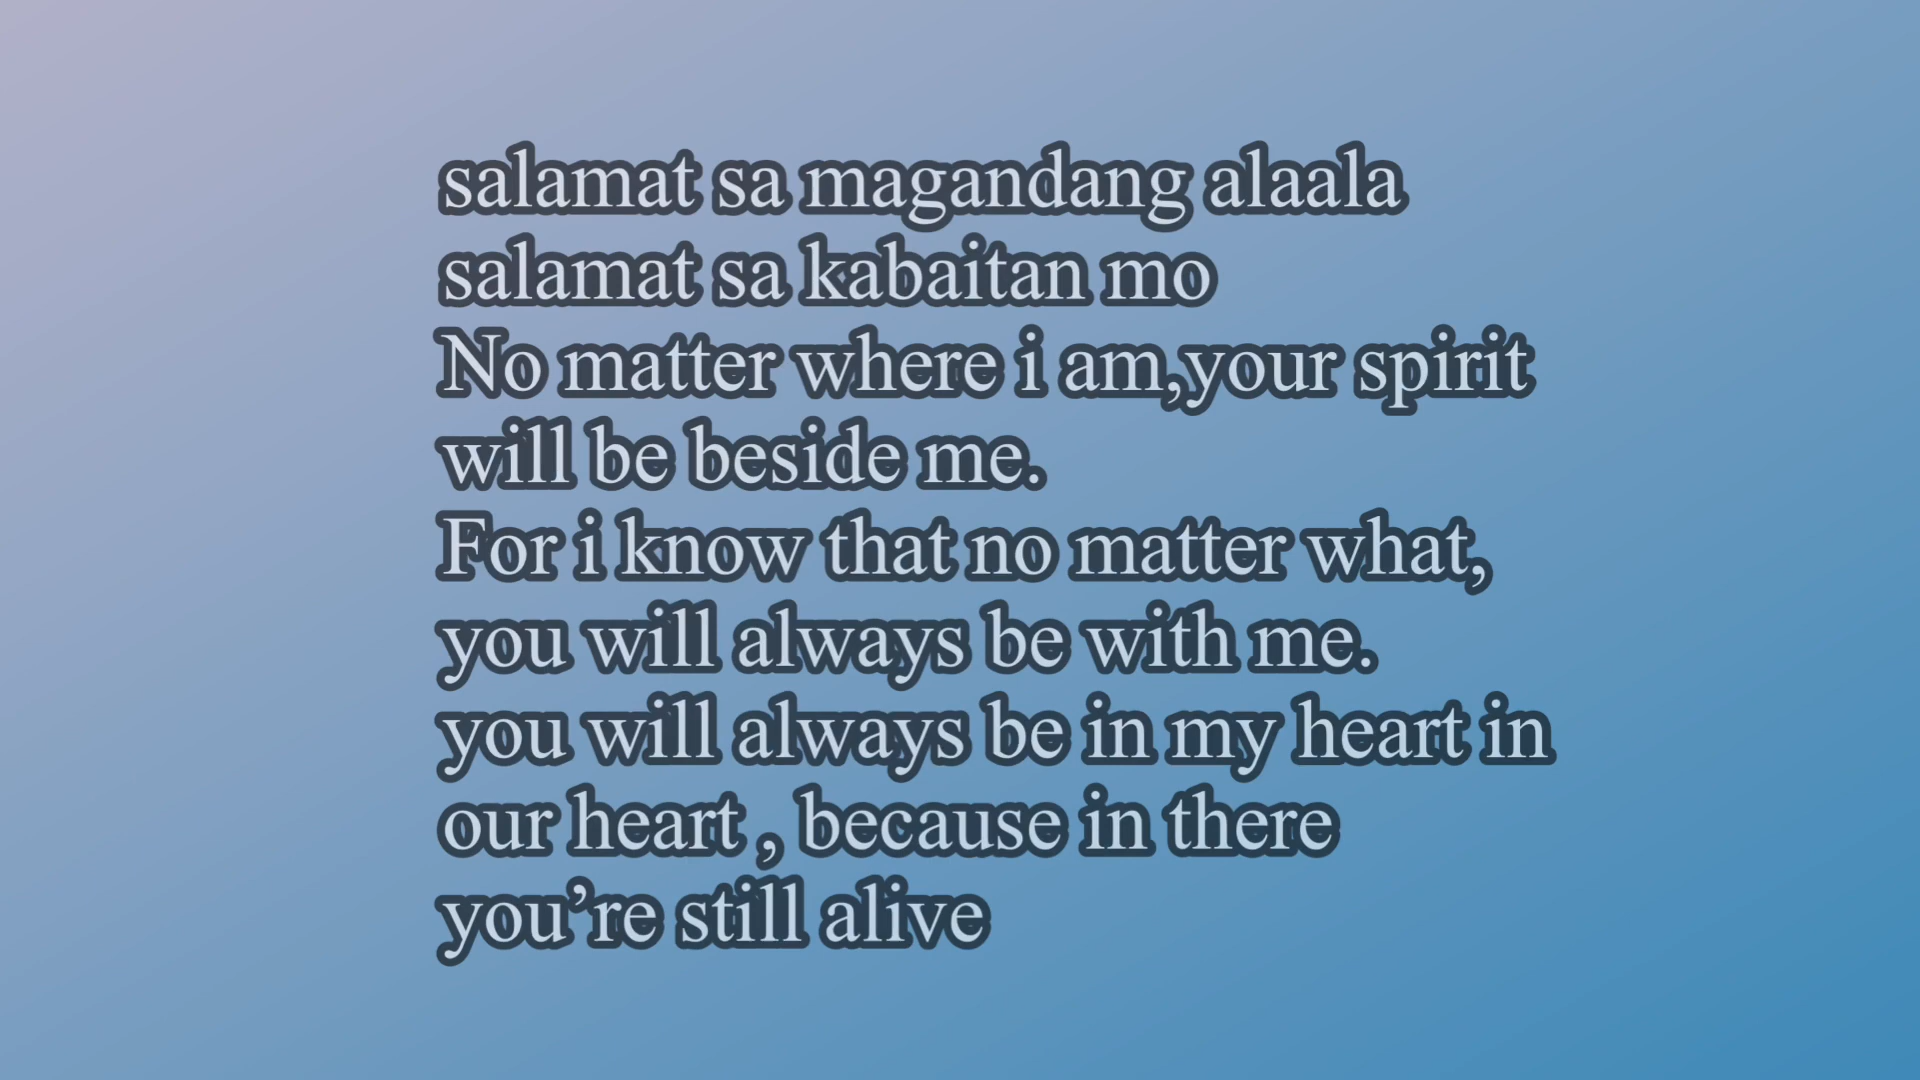 salamat sa magandang alaala
salamat sa kabaitan mo
No matter where i am,your spirit
will be beside me.
For i know that no matter what,
you will always be with me.
you will always be in my heart in
our heart , because in there
you’re still alive